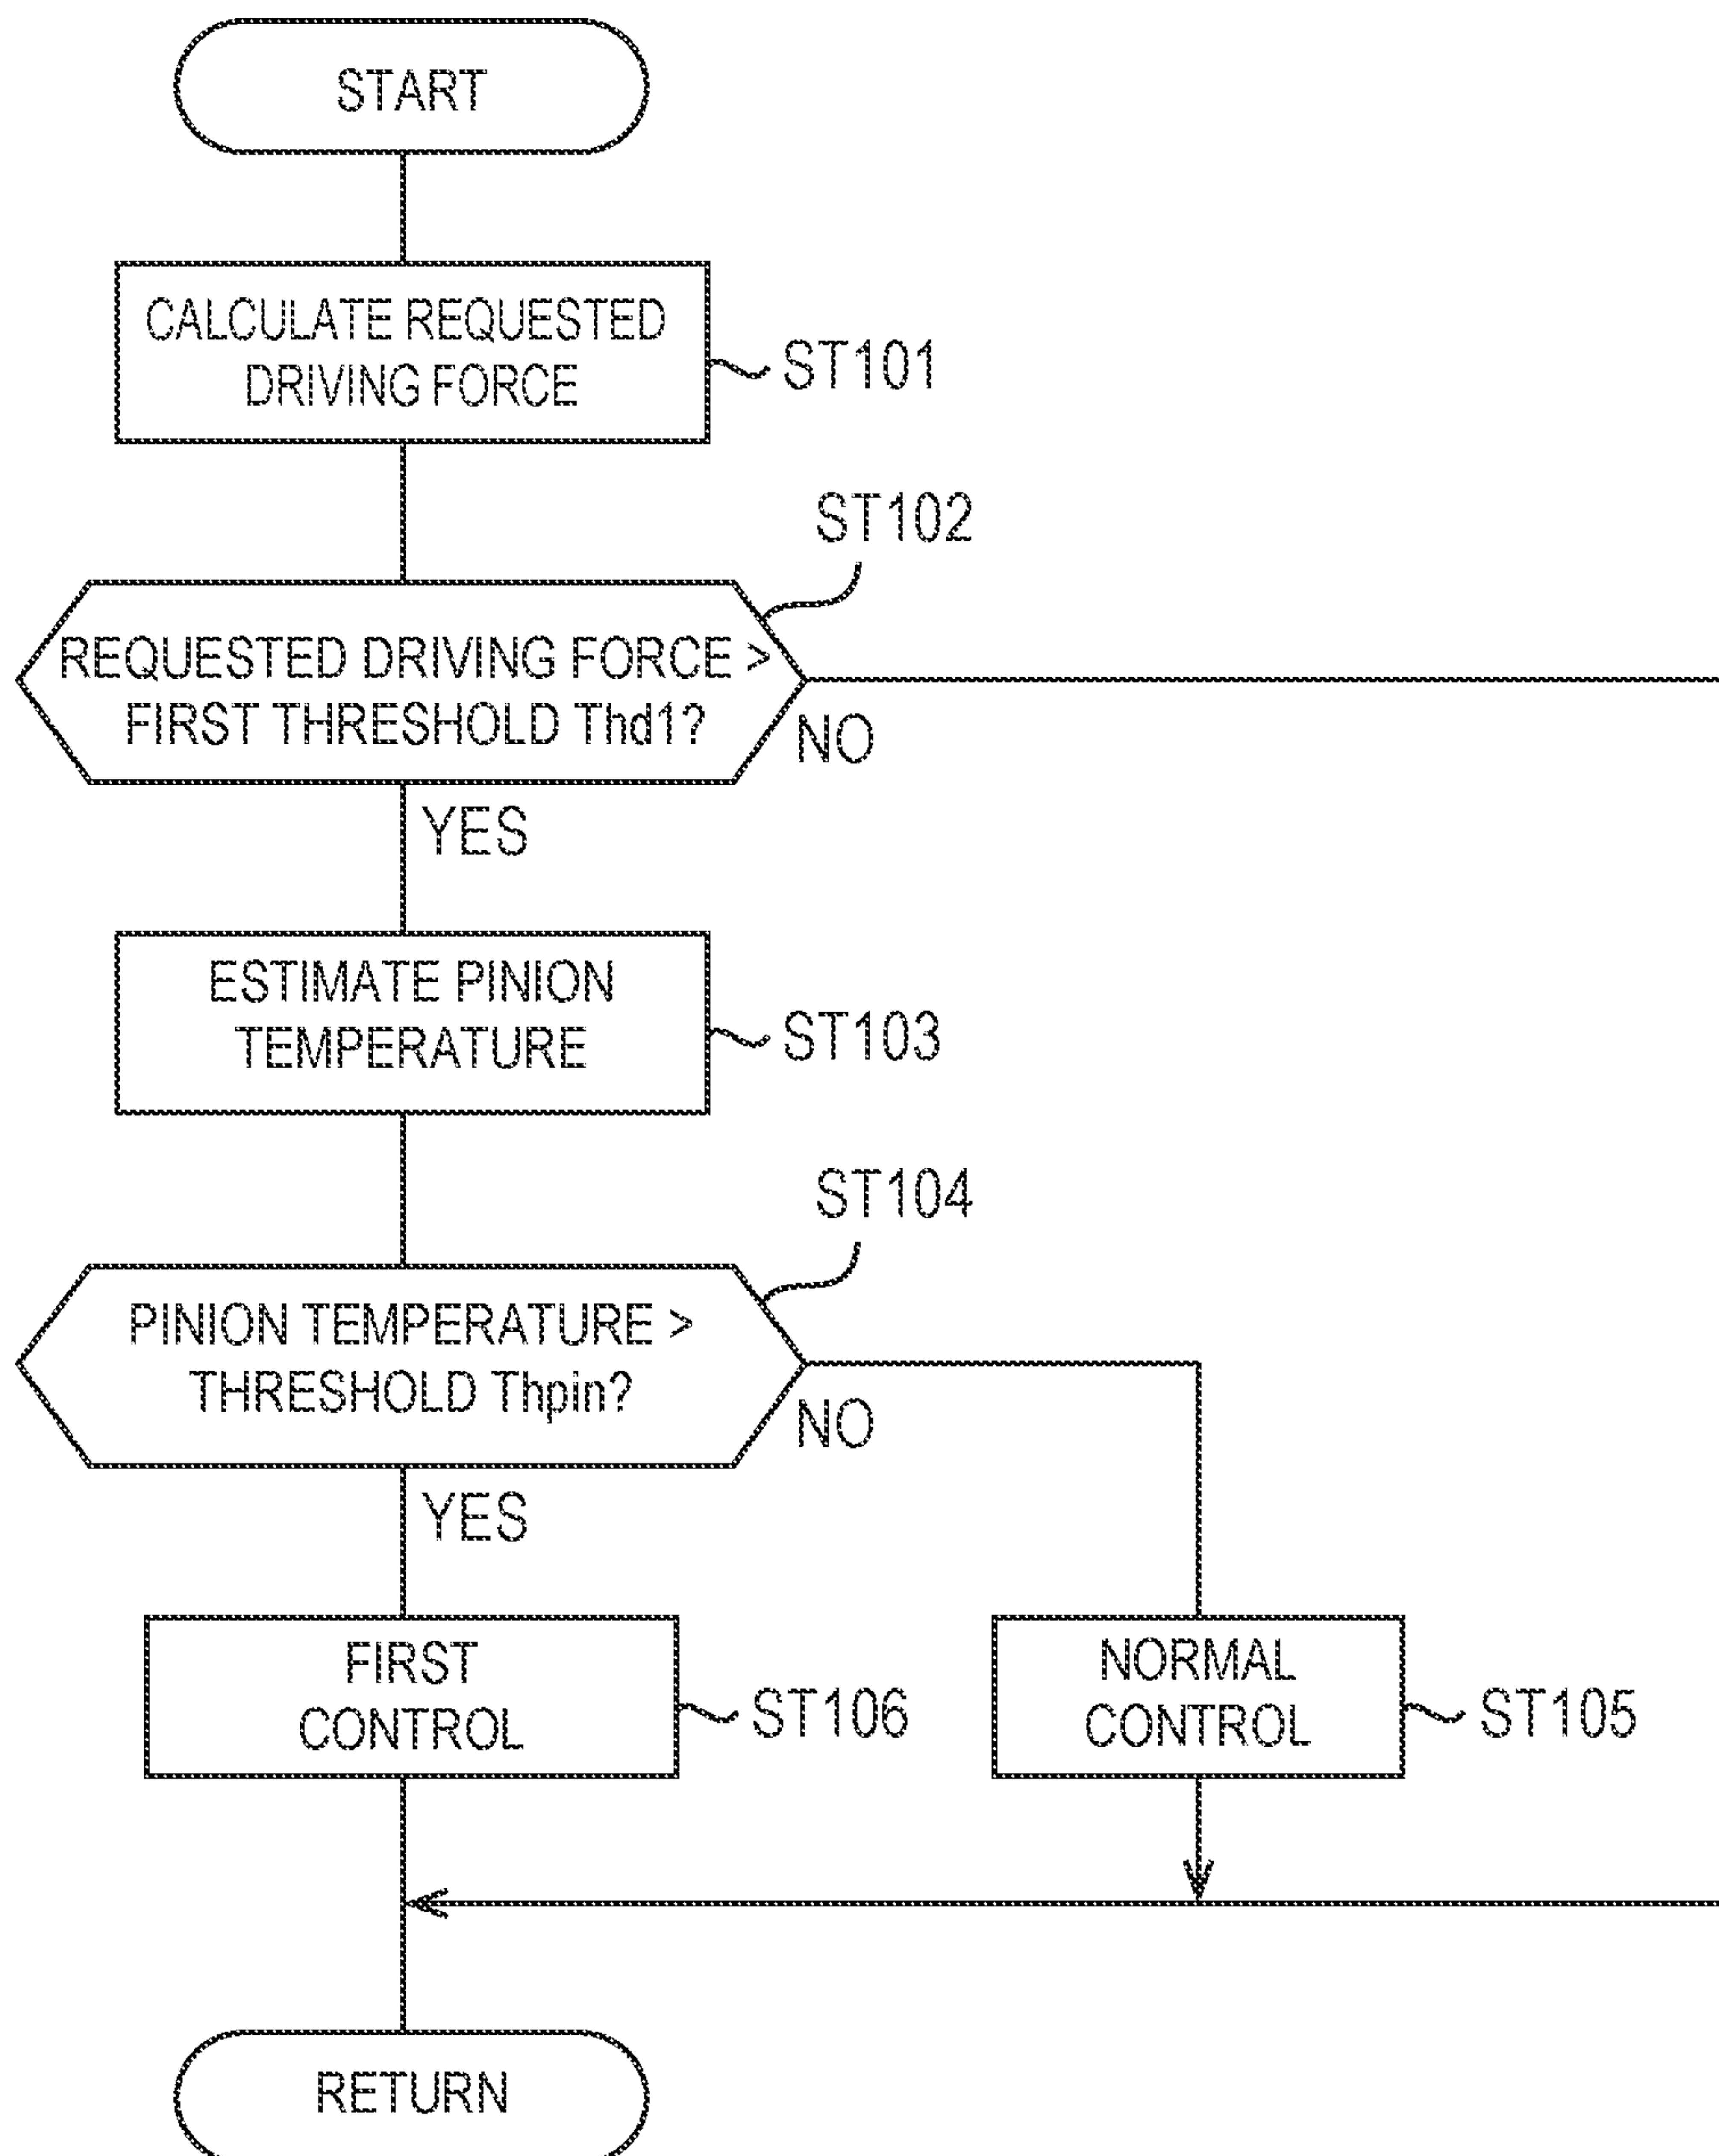 START
CALCULATE REQUESTED
DRIVING FORCE
ST101
ST102
REQUESTED DRIVING FORCE >
FIRST THRESHOLD Thd1?
NO
YES
ESTIMATE PINION
TEMPERATURE
ST103
ST104
PINION TEMPERATURE >
THRESHOLD Thpin?
NO
YES
FIRST
CONTROL
ST106
NORMAL
CONTROL
ST105
RETURN